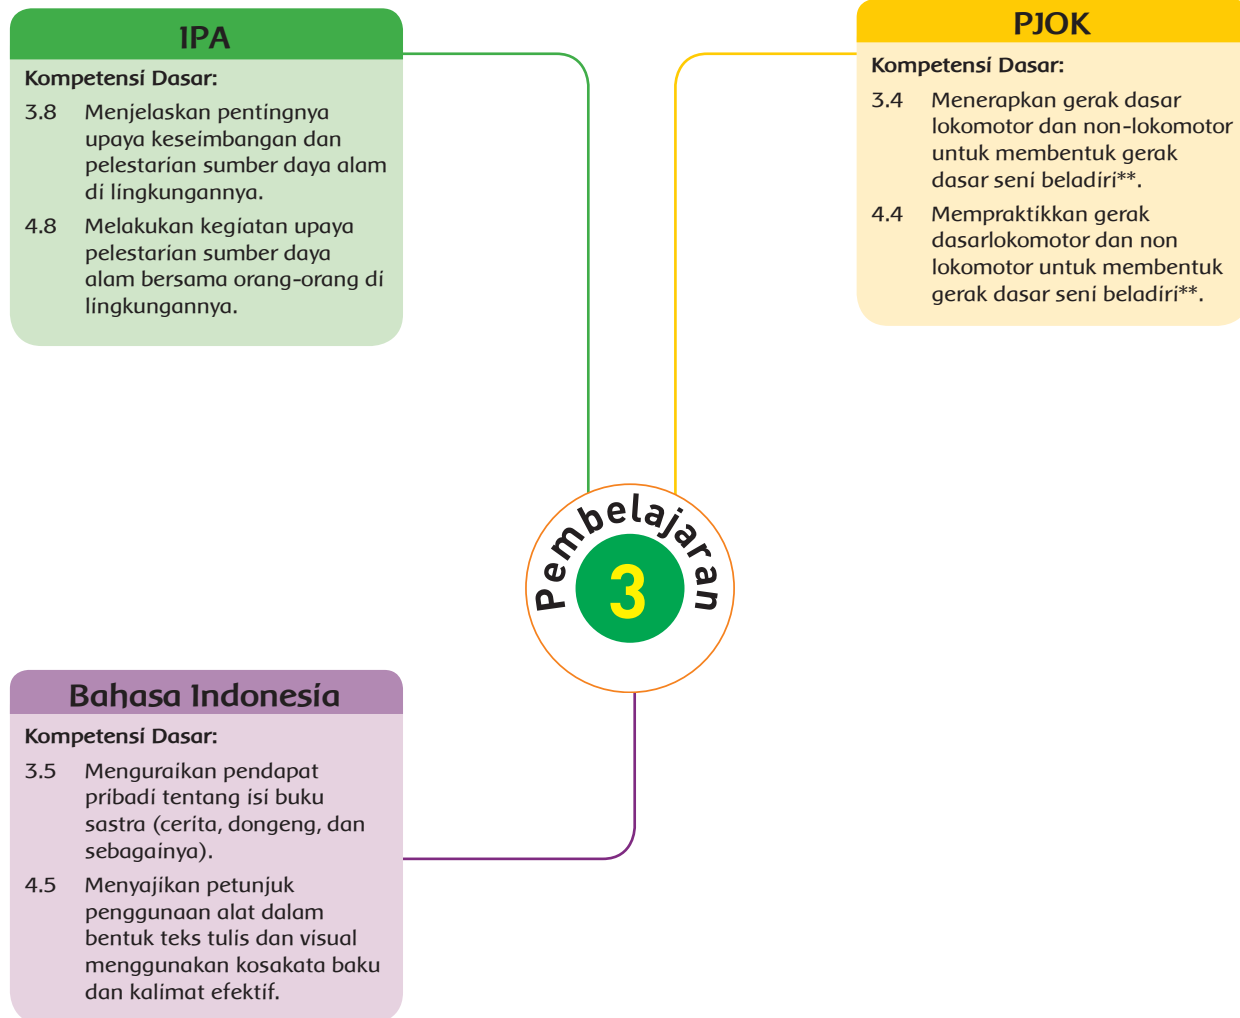 IPA
Kompetensi Dasar:
3.8 Menjelaskan pentingnya
upaya keseimbangan dan
pelestarian sumber daya alam
di lingkungannya.
4.8 Melakukan kegiatan upaya
pelestarian sumber daya
alam bersama orang-orang di
lingkungannya.
PJOK
Kompetensi Dasar:
3.4 Menerapkan gerak dasar
lokomotor dan non-lokomotor
untuk membentuk gerak
dasar seni beladiri**.
4.4 Mempraktikkan gerak
dasarlokomotor dan non
lokomotor untuk membentuk
gerak dasar seni beladiri**.
Pembelajaran
3
Bahasa Indonesia
Kompetensi Dasar:
3.5 Menguraikan pendapat
pribadi tentang isi buku
sastra (cerita, dongeng, dan
sebagainya).
4.5 Menyajikan petunjuk
penggunaan alat dalam
bentuk teks tulis dan visual
menggunakan kosakata baku
dan kalimat efektif.